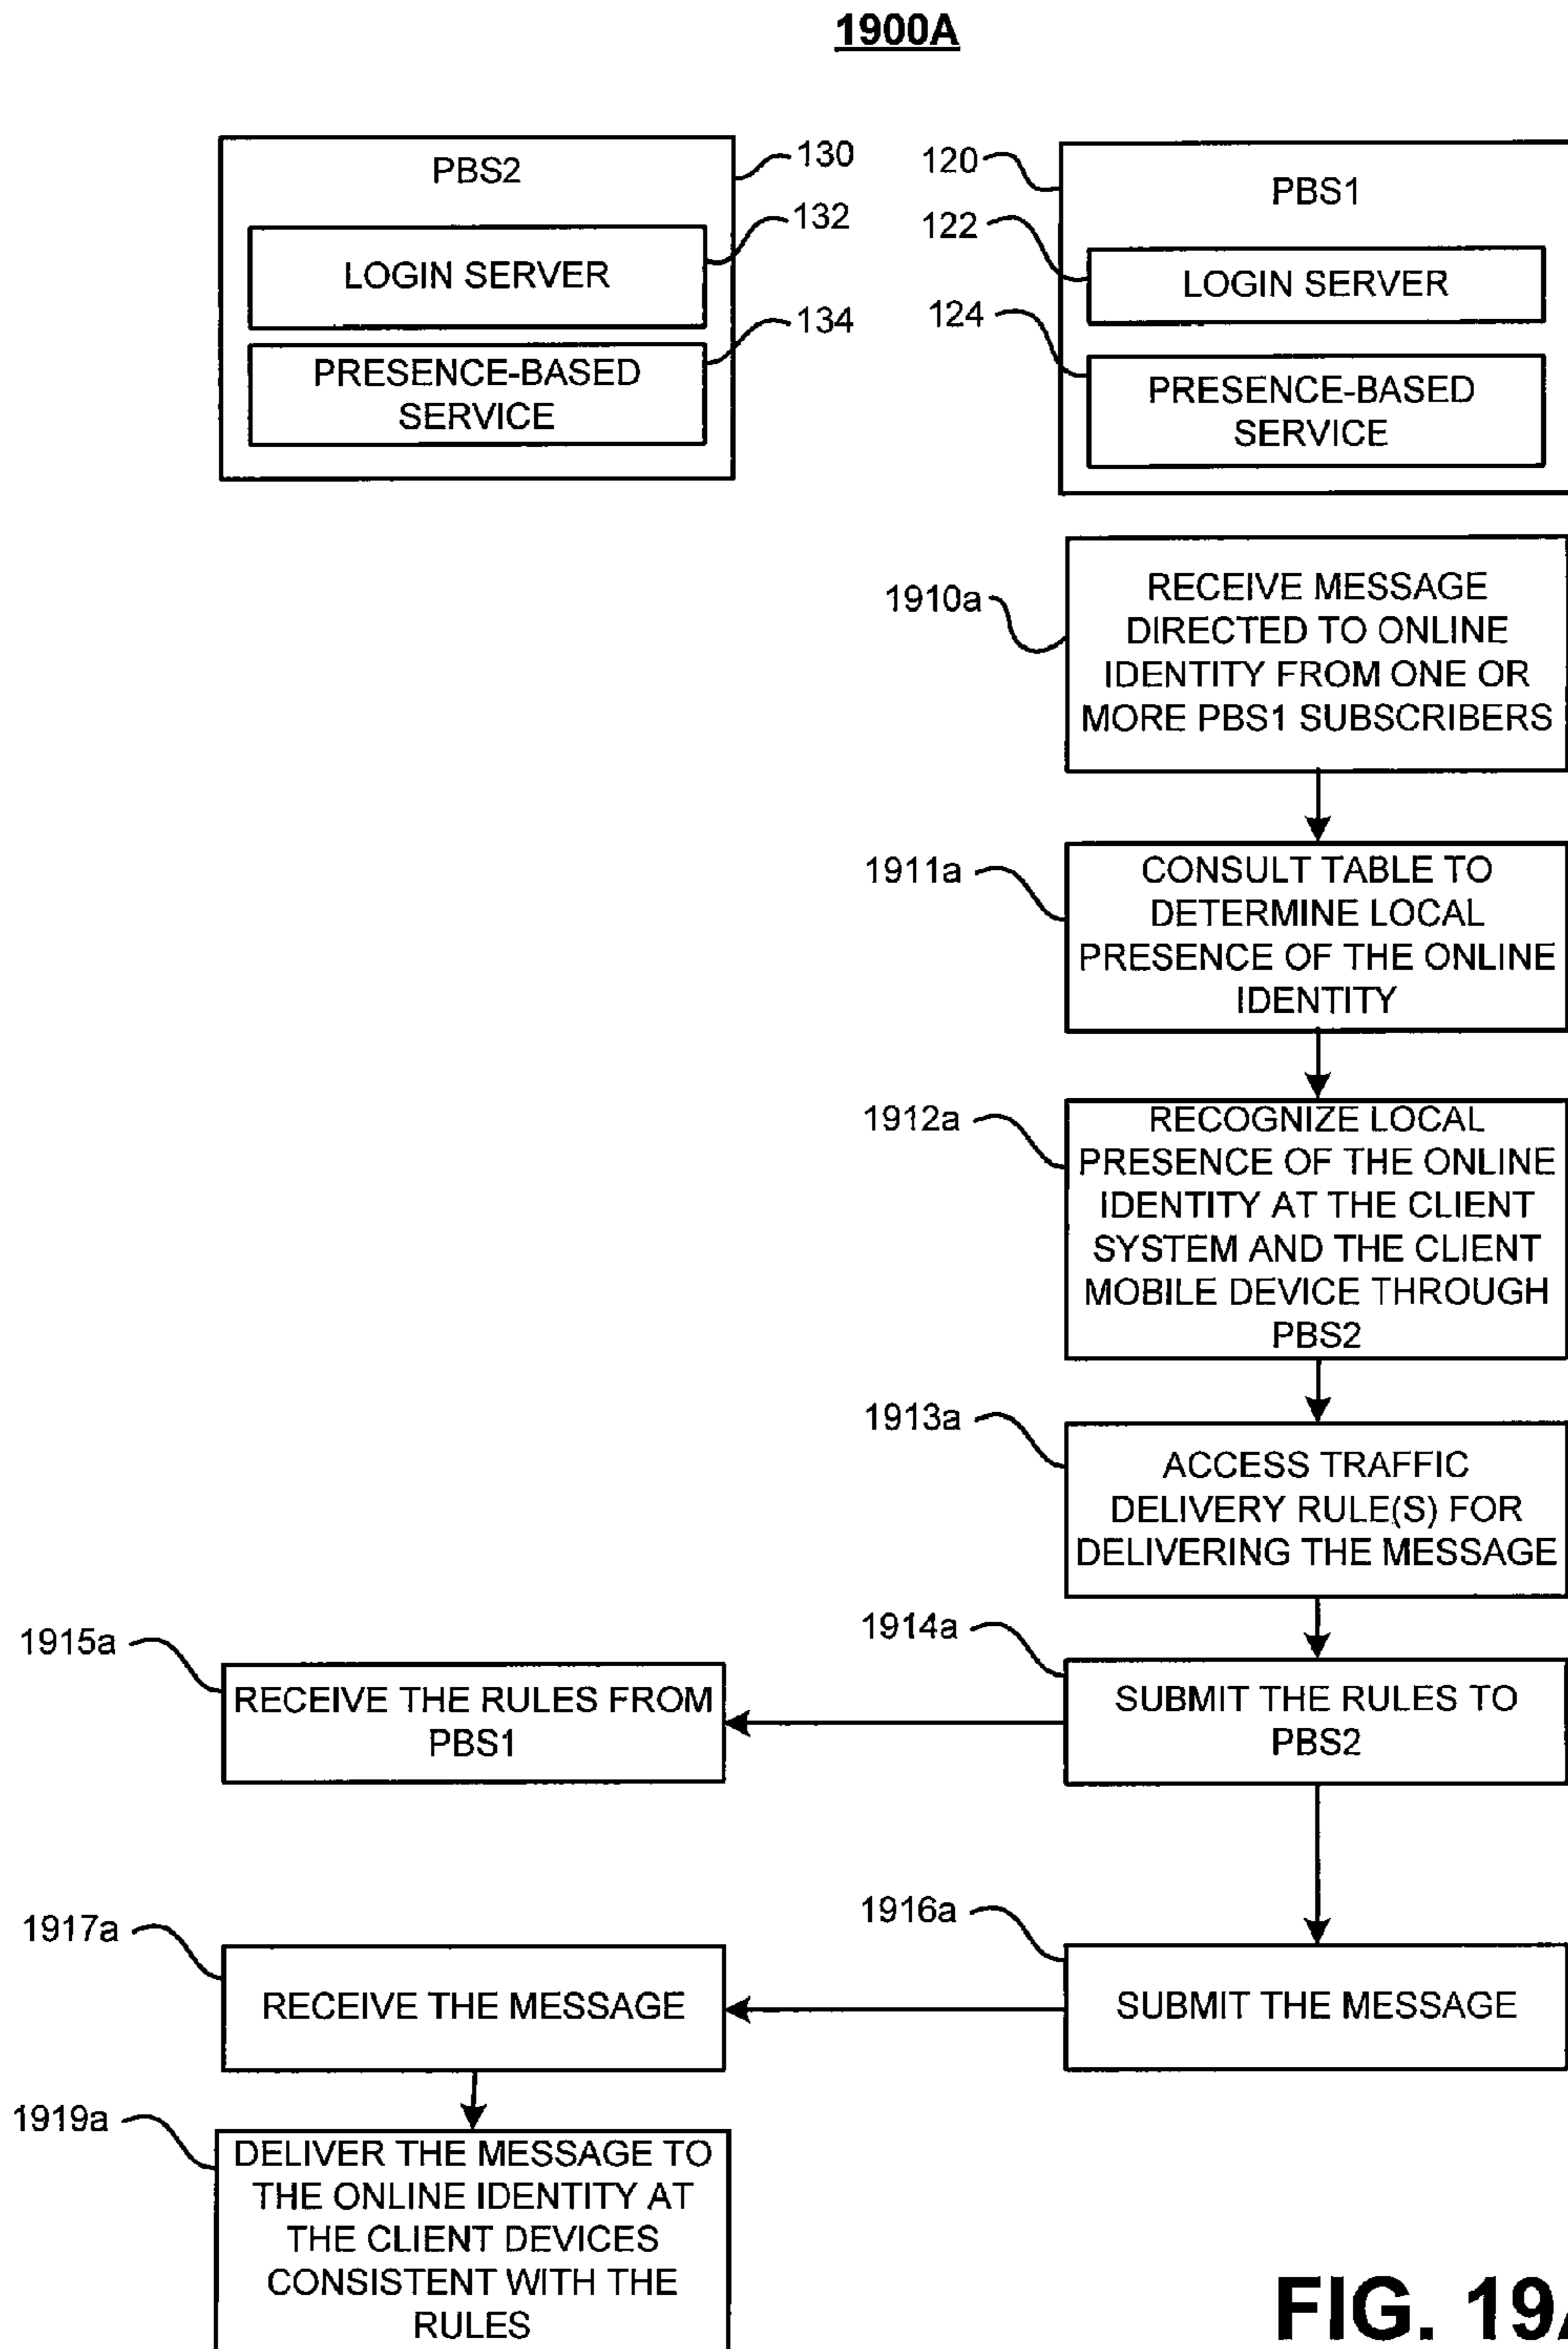 1900A
PBS2
130
LOGIN SERVER
132
PRESENCE-BASED
SERVICE
134
120
PBS1
122
LOGIN SERVER
124
PRESENCE-BASED
SERVICE
1910a
RECEIVE MESSAGE
DIRECTED TO ONLINE
IDENTITY FROM ONE OR
MORE PBS1 SUBSCRIBERS
1911a
CONSULT TABLE TO
DETERMINE LOCAL
PRESENCE OF THE ONLINE
IDENTITY
1912a
RECOGNIZE LOCAL
PRESENCE OF THE ONLINE
IDENTITY AT THE CLIENT
SYSTEM AND THE CLIENT
MOBILE DEVICE THROUGH
PBS2
1913a
ACCESS TRAFFIC
DELIVERY RULE(S) FOR
DELIVERING THE MESSAGE
1914a
SUBMIT THE RULES TO
PBS2
1915a
RECEIVE THE RULES FROM
PBS1
1916a
SUBMIT THE MESSAGE
1917a
RECEIVE THE MESSAGE
1919a
DELIVER THE MESSAGE TO
THE ONLINE IDENTITY AT
THE CLIENT DEVICES
CONSISTENT WITH THE
RULES
FIG. 19A